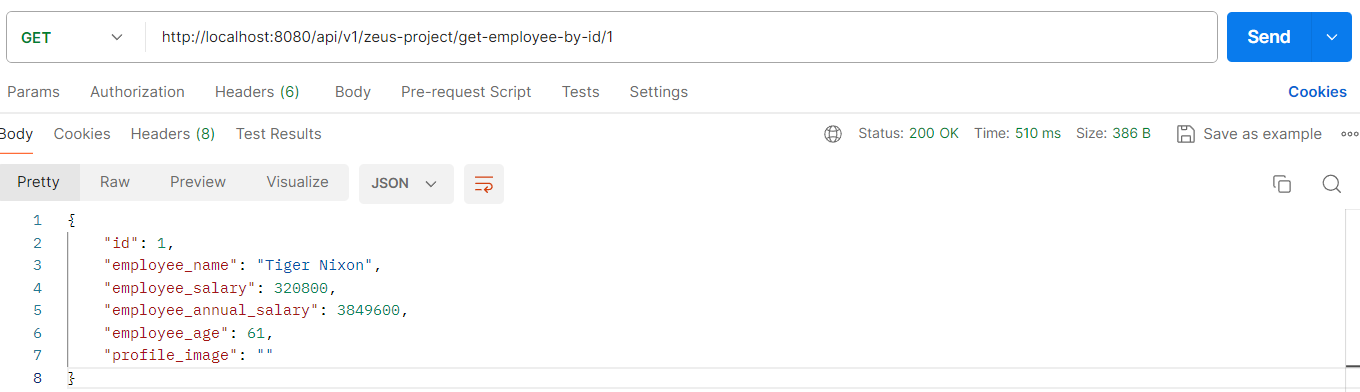 GET http://localhost:8080/api/v1/zeus-project/get-employee-by-id/1 Send
Params Authorization Headers (6) Body Pre-request Script Tests Settings Cookies
Body Cookies Headers (8) Test Results Status: 200 OK Time: 510 ms Size: 386 B Save as example
Pretty Raw Preview Visualize JSON
1 {
2 "id": 1,
3 "employee_name": "Tiger Nixon",
4 "employee_salary": 320800,
5 "employee_annual_salary": 3849600,
6 "employee_age": 61,
7 "profile_image": ""
8 }